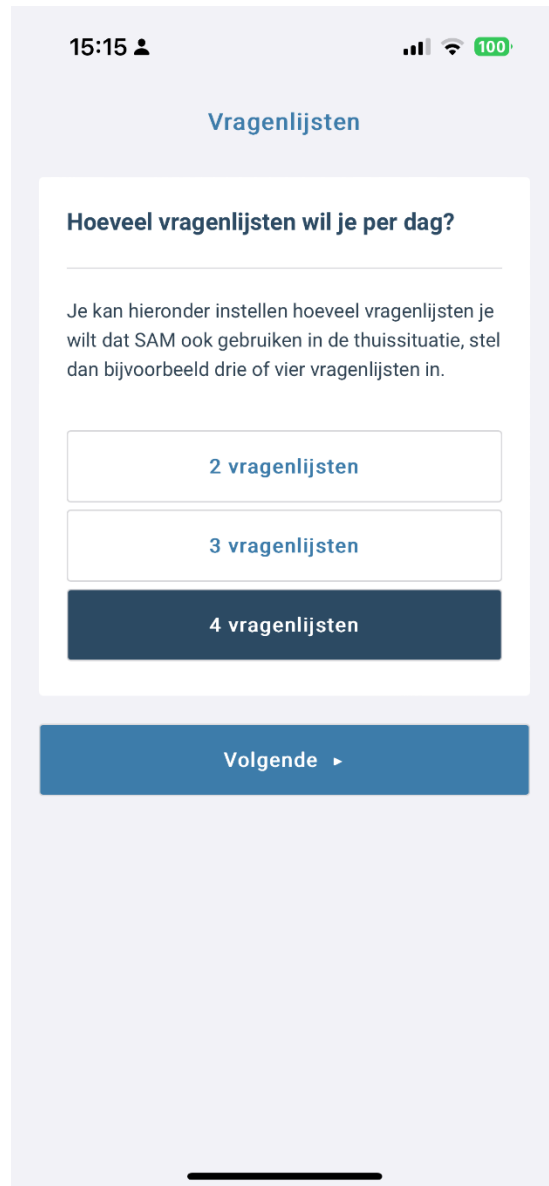 15:15
100
Vragenlijsten
Hoeveel vragenlijsten wil je per dag?
Je kan hieronder instellen hoeveel vragenlijsten je
wilt dat SAM ook gebruiken in de thuissituatie, stel
dan bijvoorbeeld drie of vier vragenlijsten in.
2 vragenlijsten
3 vragenlijsten
4 vragenlijsten
Volgende ▸